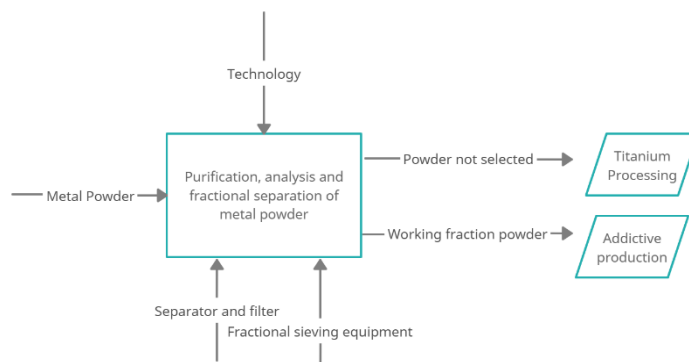 Technology
Metal Powder
Purification, analysis and
fractional separation of
metal powder
Powder not selected
Titanium
Processing
Working fraction powder
Addictive
production
Separator and filter
Fractional sieving equipment